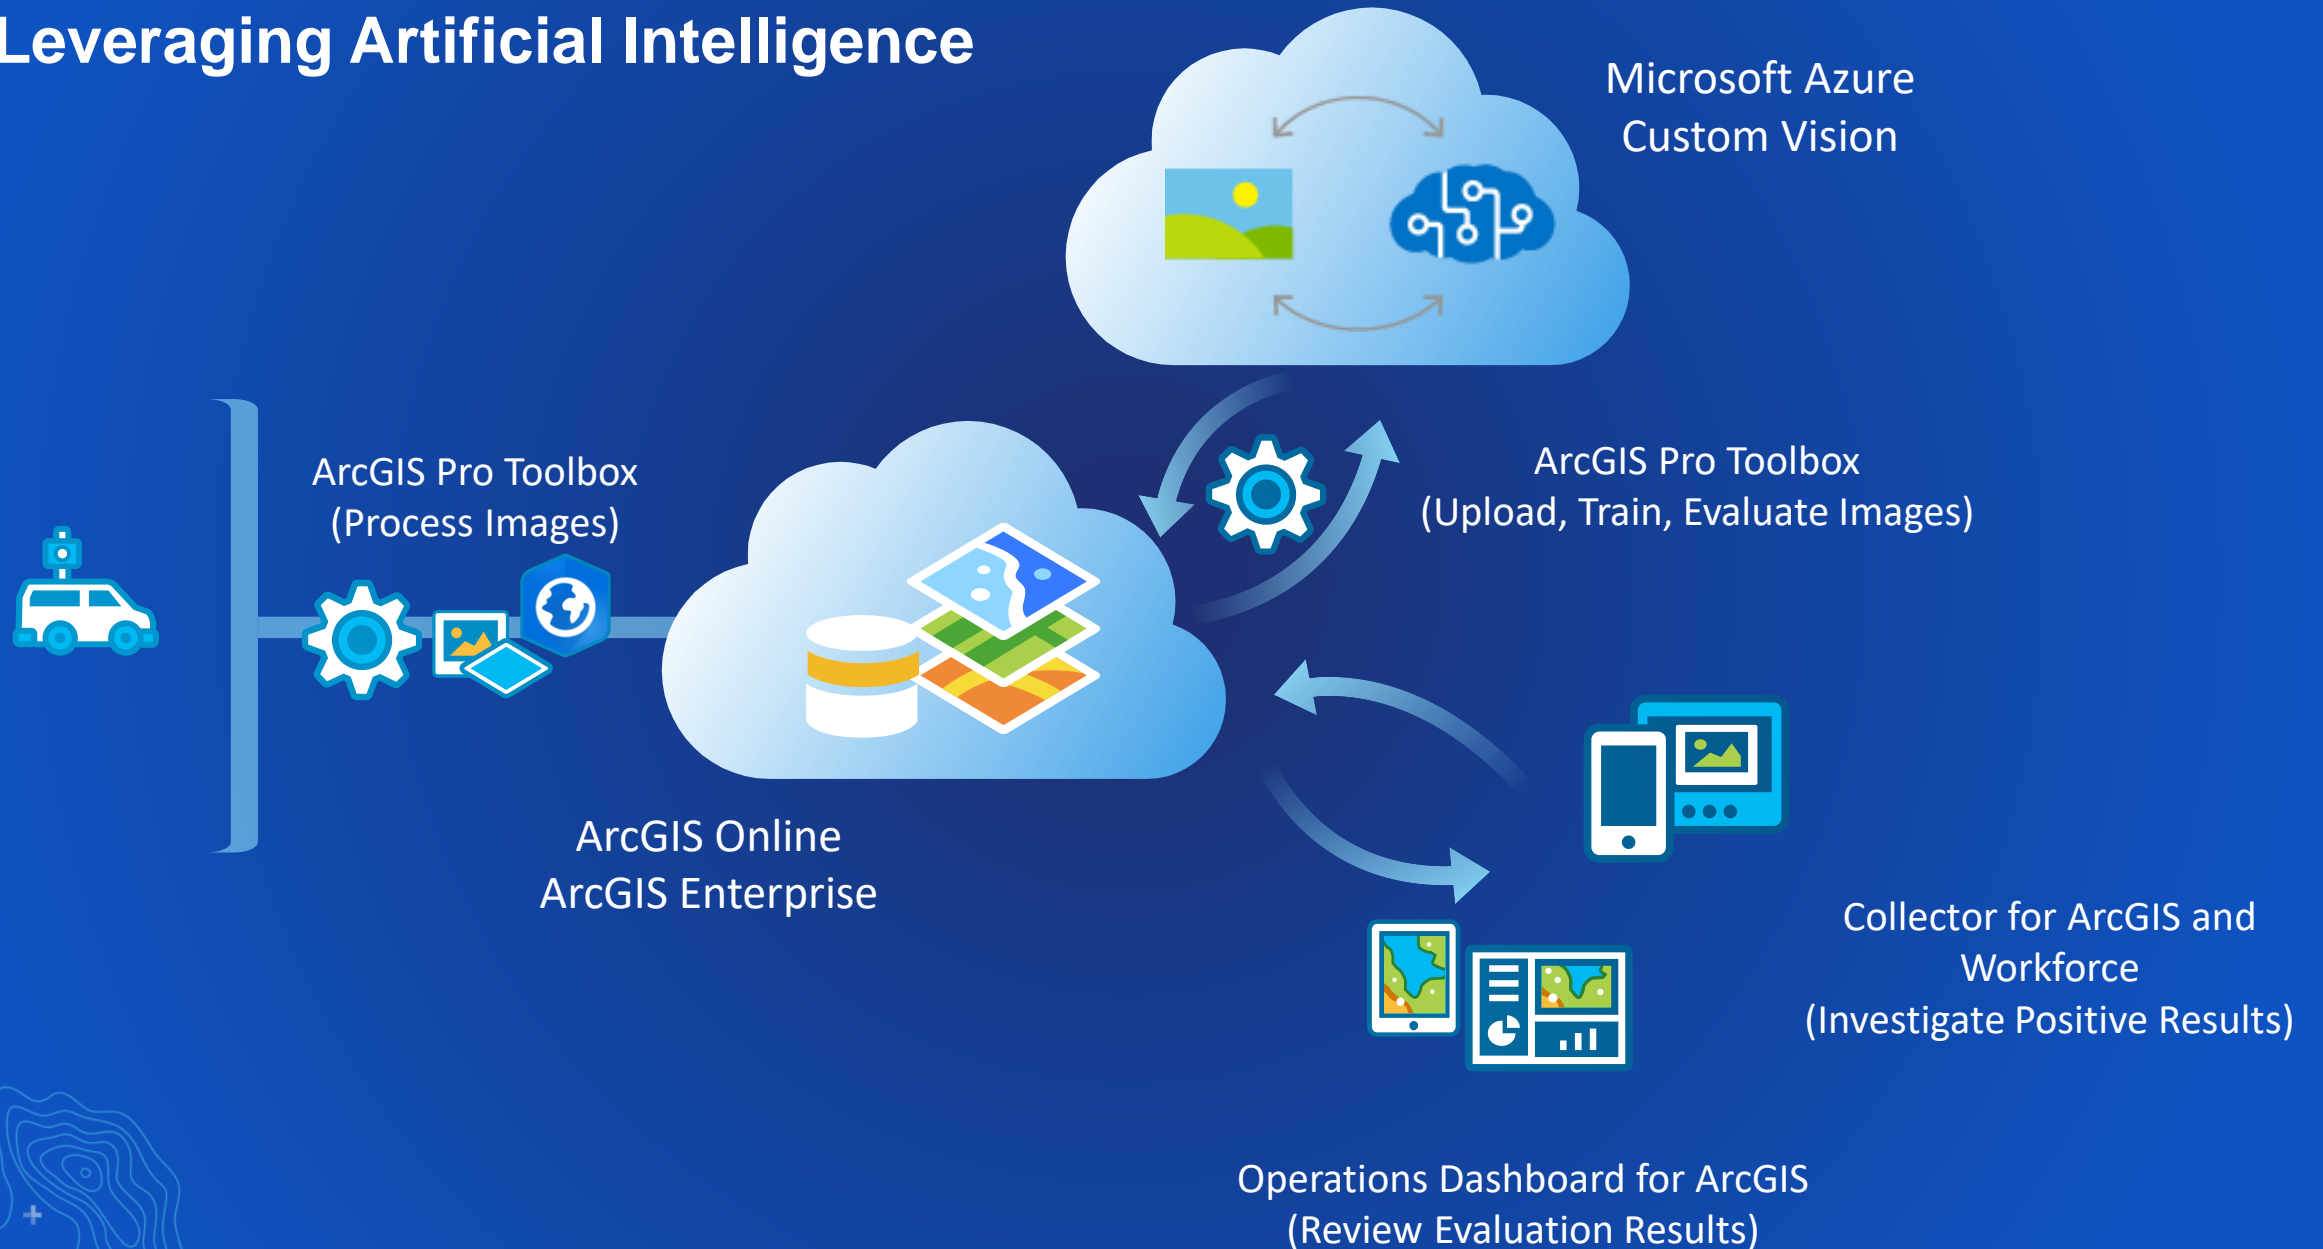 Leveraging Artificial Intelligence
Microsoft Azure
Custom Vision
ArcGIS Pro Toolbox
(Process Images)
ArcGIS Pro Toolbox
(Upload, Train, Evaluate Images)
ArcGIS Online
ArcGIS Enterprise
Collector for ArcGIS and
Workforce
(Investigate Positive Results)
Operations Dashboard for ArcGIS
(Review Evaluation Results)